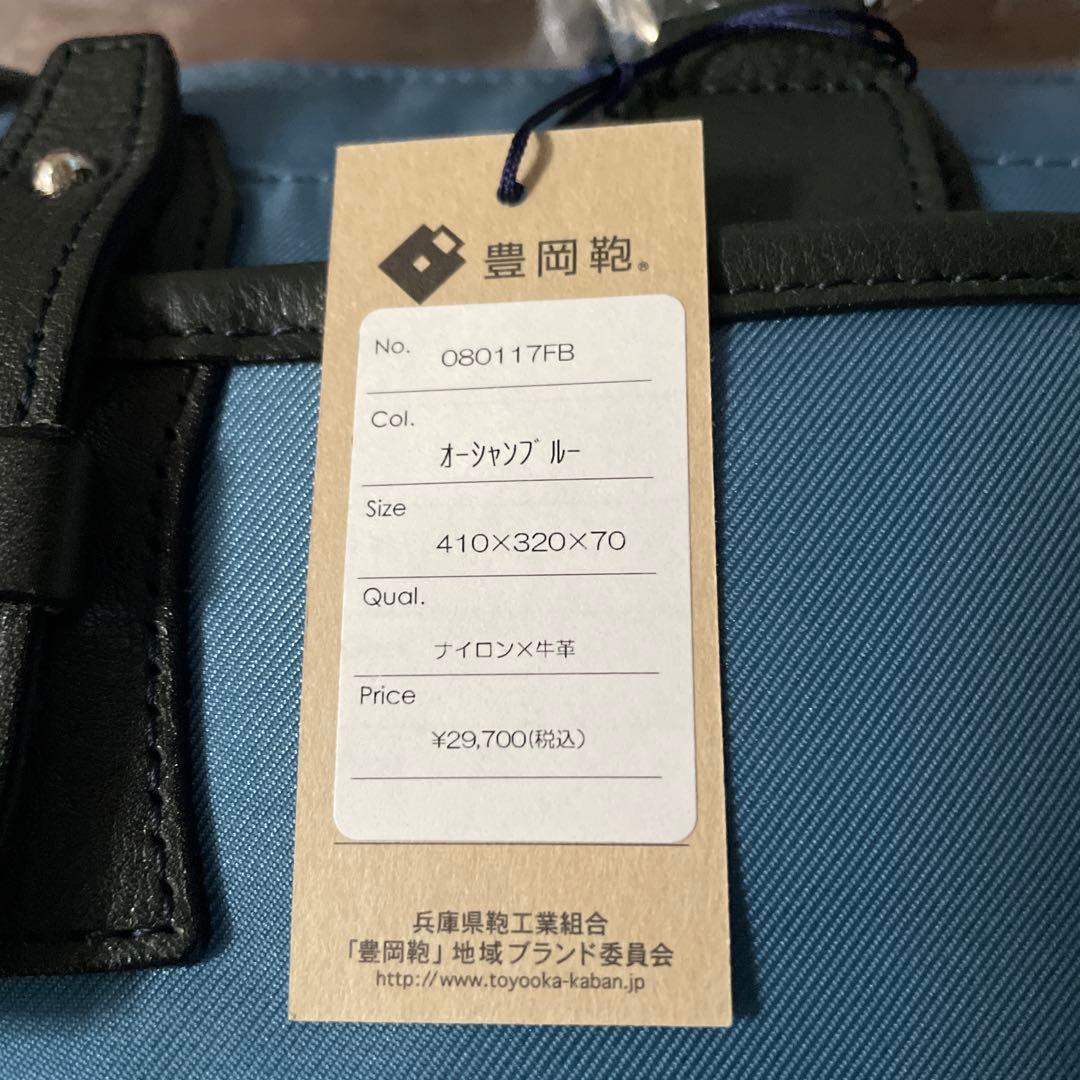 豊岡鞄®
No. 080117FB
Col.
ｵｰｼｬﾝﾌﾞﾙｰ
Size
410×320×70
Qual.
ナイロン×牛革
Price
¥29,700(税込)
兵庫県鞄工業組合
「豊岡鞄」地域ブランド委員会
http://www.toyooka-kaban.jp